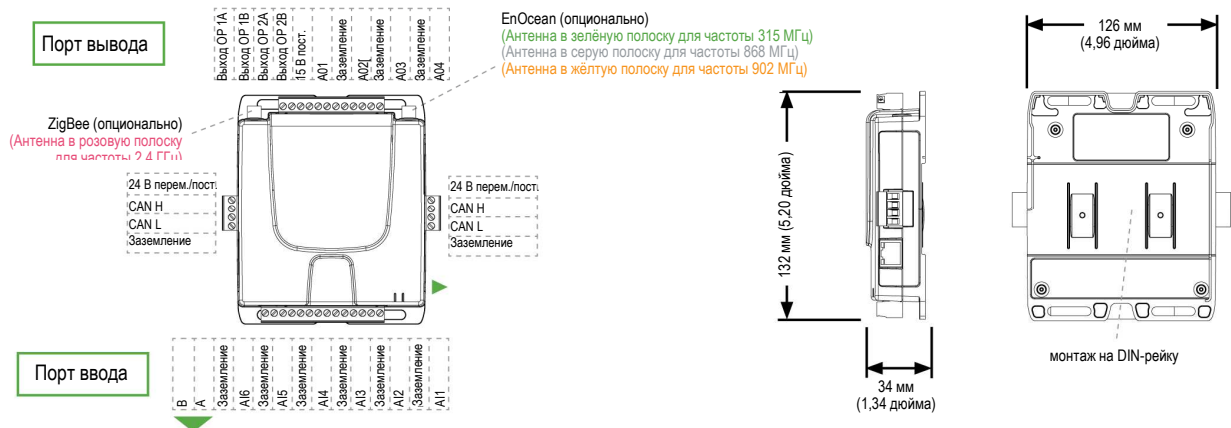 Порт вывода
Выход OP 1A
Выход OP 1B
Выход OP 2A
Выход OP 2B
15 В пост.
A01
Заземление
A02[
Заземление
A03
Заземление
A04
EnOcean (опционально)
(Антенна в зелёную полоску для частоты 315 МГц)
(Антенна в серую полоску для частоты 868 МГц)
(Антенна в жёлтую полоску для частоты 902 МГц)
ZigBee (опционально)
(Антенна в розовую полоску
для частоты 2,4 ГГц)
24 В перем./пост.
CAN H
CAN L
Заземление
24 В перем./пост.
CAN H
CAN L
Заземление
Порт ввода
B
A
Заземление
AI6
Заземление
AI5
Заземление
AI4
Заземление
AI3
Заземление
AI2
Заземление
AI1
132 мм (5,20 дюйма)
34 мм
(1,34 дюйма)
126 мм
(4,96 дюйма)
монтаж на DIN-рейку